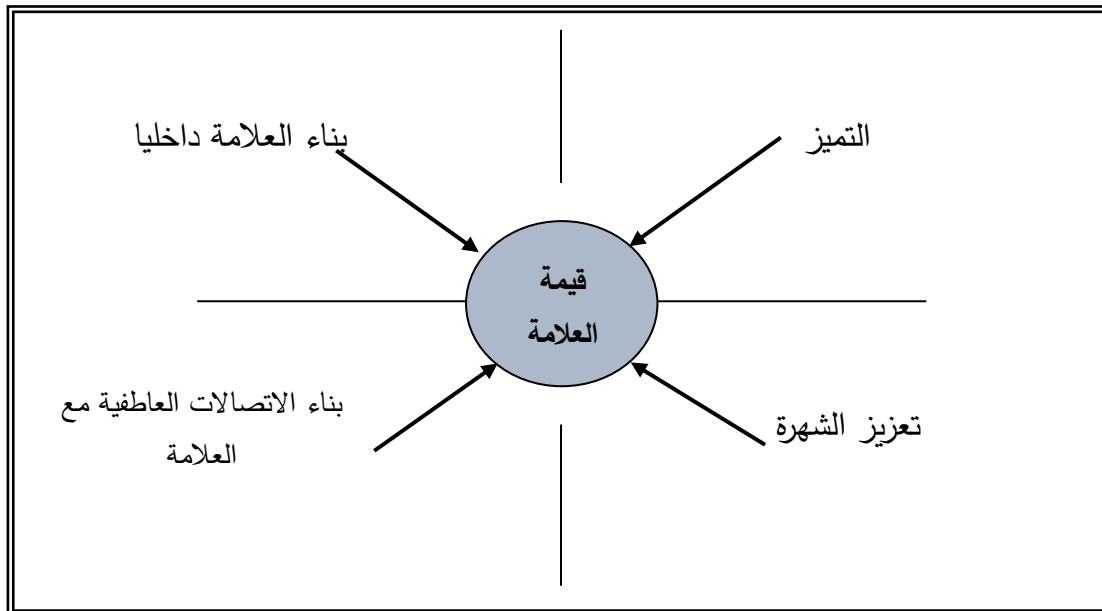 التميز
بناء العلامة داخليا
قيمة
العلامة
تعزيز الشهرة
بناء الاتصالات العاطفية مع
العلامة